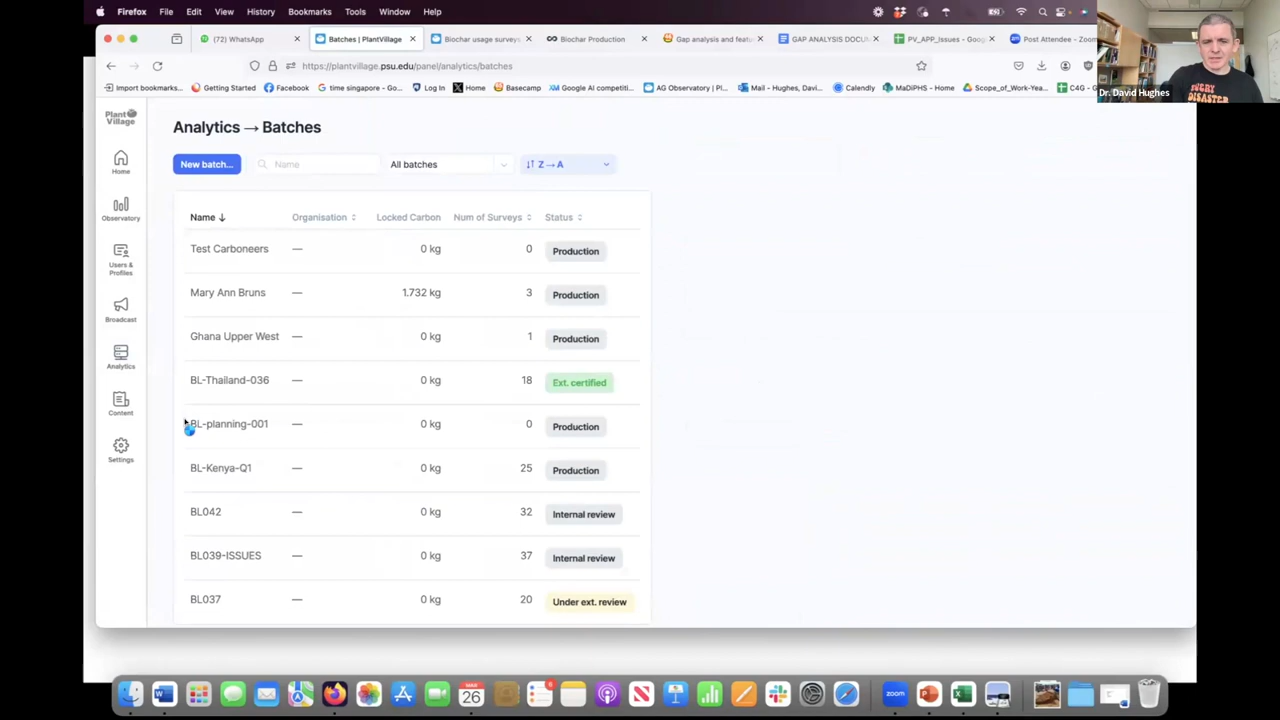 Firefox File Edit View History Bookmarks Tools Window Help
(72) WhatsApp
Batches | PlantVillage
Biochar usage surveys
Biochar Production
Gap analysis and featu
GAP ANALYSIS DOCU
PV_APP_Issues - Goog
Post Attendee - Zoom
https://plantvillage.psu.edu/panel/analytics/batches
Import bookmarks... Getting Started Facebook time singapore - Go... Log In Home Basecamp Google AI competiti... AG Observatory | Pl... Mail - Hughes, Davi... Calendly MaDiPHS - Home Scope_of_Work-Yea... C4G - G
Dr. David Hughes
EVERY
DISASTER
Plant
Village
Home
Observatory
Users &
Profiles
Broadcast
Analytics
Content
Settings
Analytics → Batches
New batch... Name All batches Z → A
Name Organisation Locked Carbon Num of Surveys Status
Test Carboneers — 0 kg 0 Production
Mary Ann Bruns — 1.732 kg 3 Production
Ghana Upper West — 0 kg 1 Production
BL-Thailand-036 — 0 kg 18 Ext. certified
BL-planning-001 — 0 kg 0 Production
BL-Kenya-Q1 — 0 kg 25 Production
BL042 — 0 kg 32 Internal review
BL039-ISSUES — 0 kg 37 Internal review
BL037 — 0 kg 20 Under ext. review
MAR
26
zoom